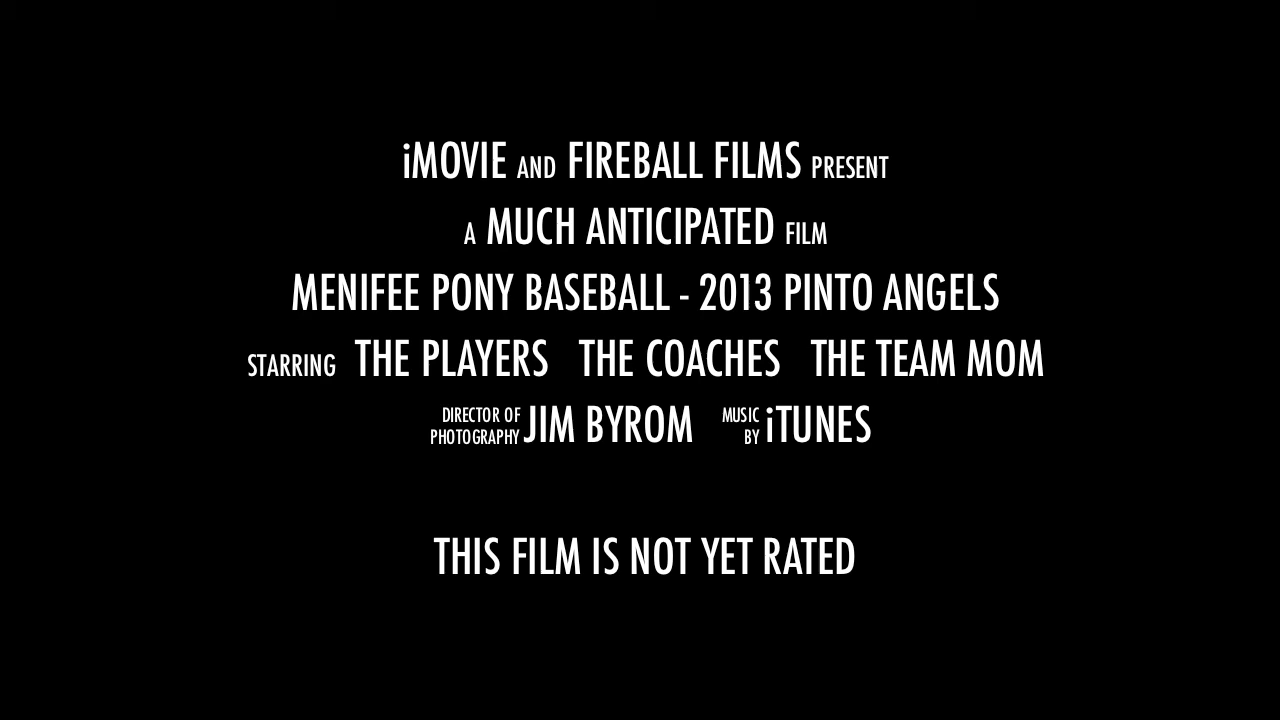 iMOVIE AND FIREBALL FILMS PRESENT
A MUCH ANTICIPATED FILM
MENIFEE PONY BASEBALL - 2013 PINTO ANGELS
STARRING THE PLAYERS THE COACHES THE TEAM MOM
DIRECTOR OF PHOTOGRAPHY JIM BYROM MUSIC BY iTUNES
THIS FILM IS NOT YET RATED